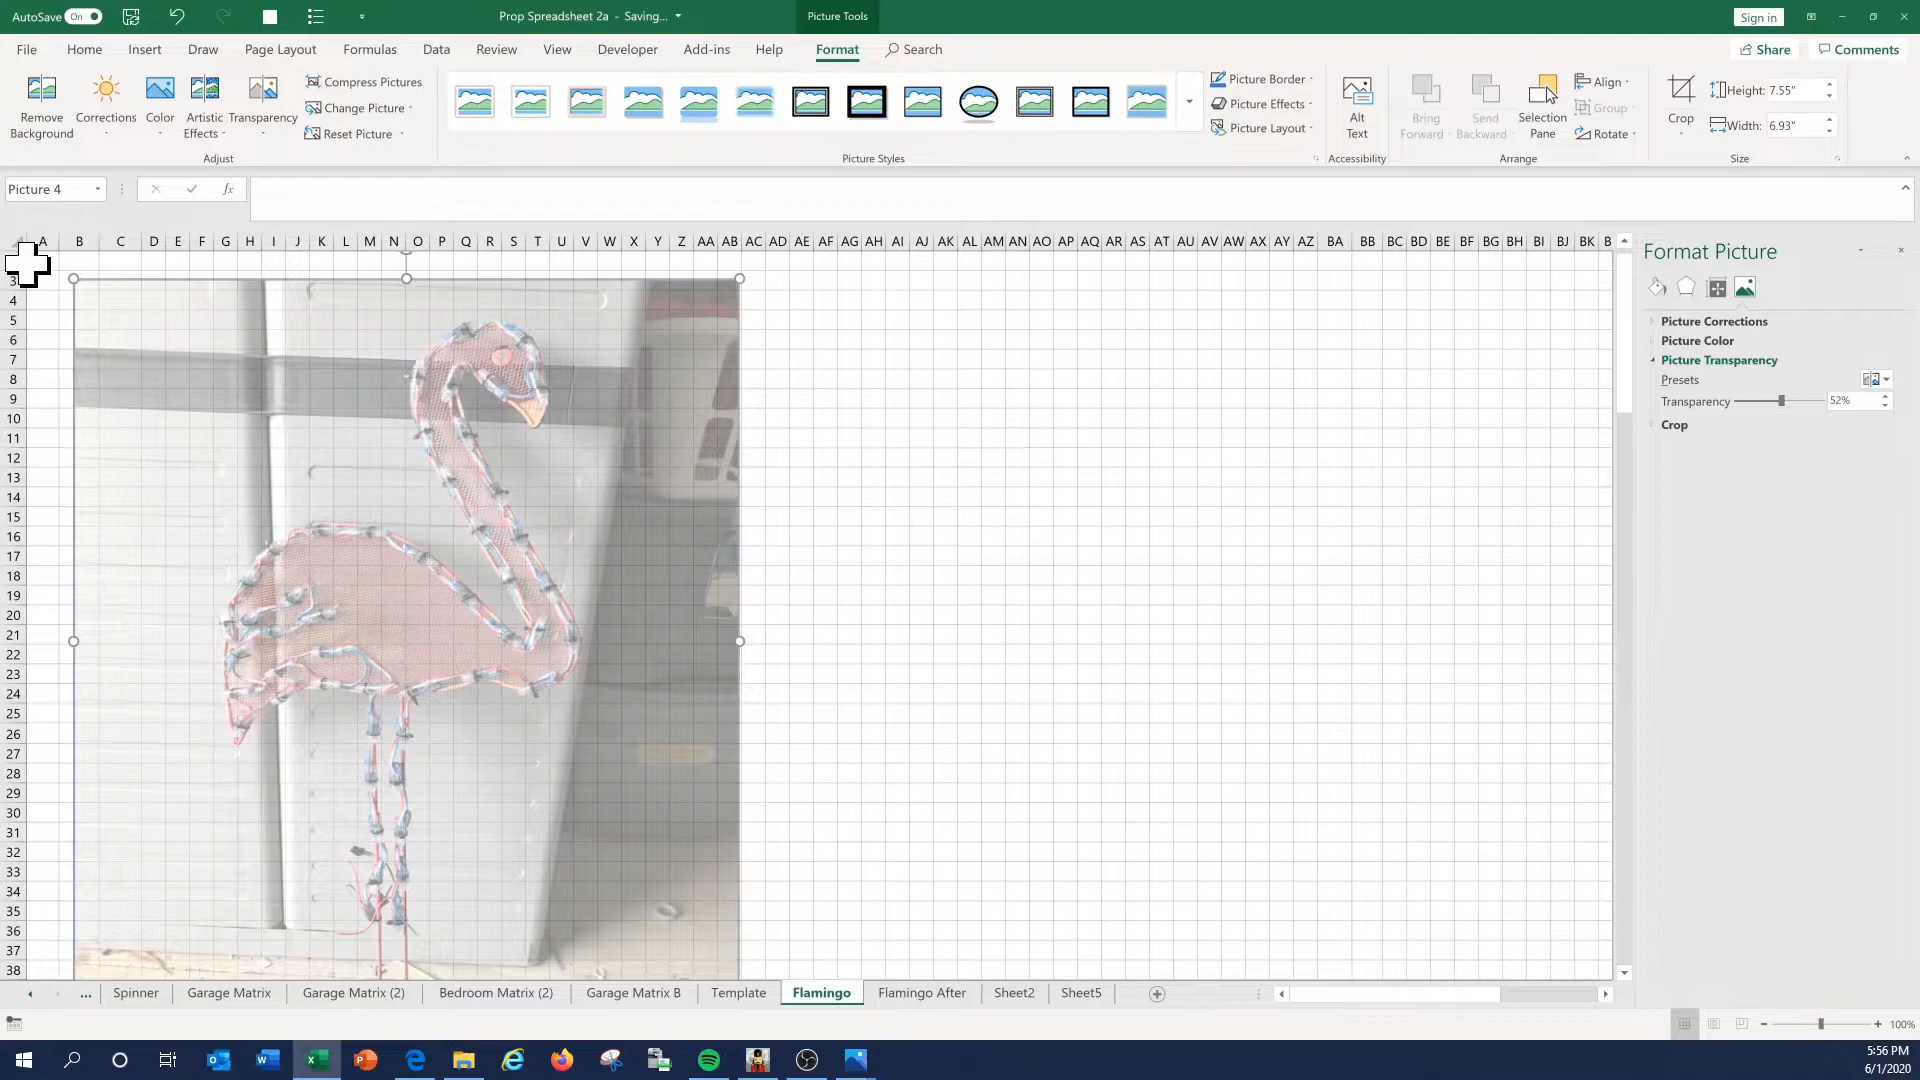 AutoSave On Prop Spreadsheet 2a - Saving... Picture Tools Sign in
File Home Insert Draw Page Layout Formulas Data Review View Developer Add-ins Help Format Search Share Comments
Remove Background
Corrections
Color
Artistic Effects
Transparency
Compress Pictures
Change Picture
Reset Picture
Adjust
Picture Styles
Picture Border
Picture Effects
Picture Layout
Alt Text
Accessibility
Bring Forward
Send Backward
Selection Pane
Align
Group
Rotate
Arrange
Crop
Height: 7.55"
Width: 6.93"
Size
Picture 4 fx
A B C D E F G H I J K L M N O P Q R S T U V W X Y Z AA AB AC AD AE AF AG AH AI AJ AK AL AM AN AO AP AQ AR AS AT AU AV AW AX AY AZ BA BB BC BD BE BF BG BH BI BJ BK B
3
4
5
6
7
8
9
10
11
12
13
14
15
16
17
18
19
20
21
22
23
24
25
26
27
28
29
30
31
32
33
34
35
36
37
38
Format Picture
Picture Corrections
Picture Color
Picture Transparency
Presets
Transparency 52%
Crop
... Spinner Garage Matrix Garage Matrix (2) Bedroom Matrix (2) Garage Matrix B Template Flamingo Flamingo After Sheet2 Sheet5
100%
5:56 PM
6/1/2020